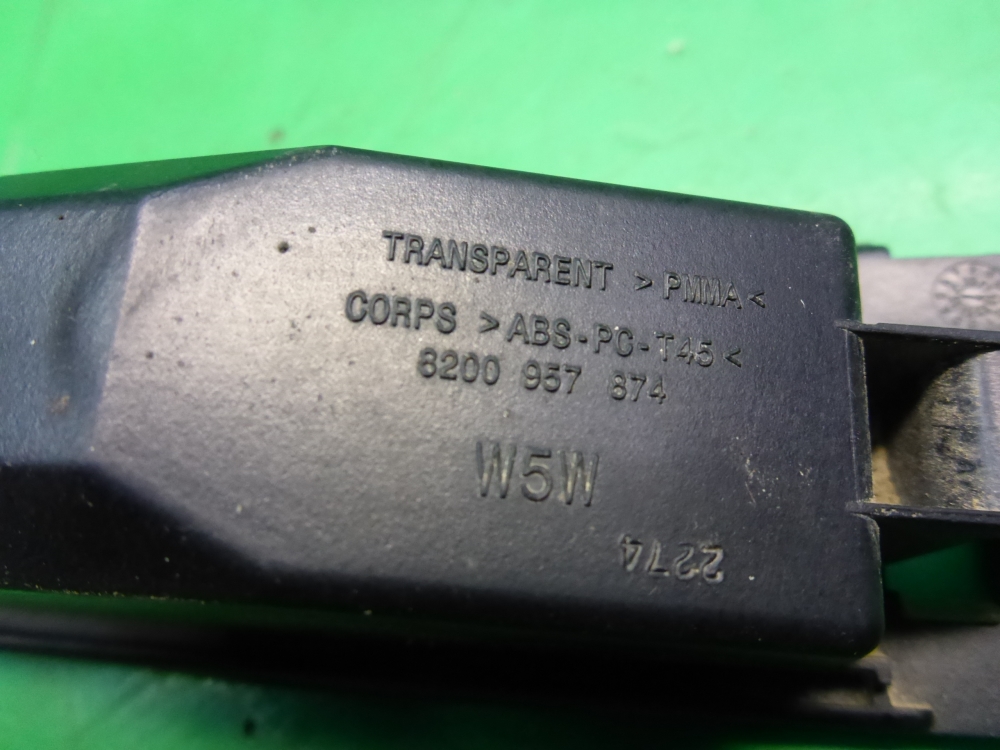 TRANSPARENT >PMMA<
CORPS >ABS-PC-T45<
8200 957 874
W5W
2274